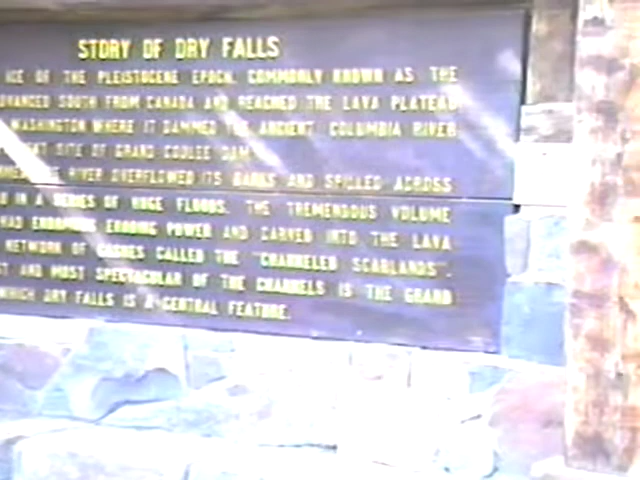 STORY OF DRY FALLS
ICE OF THE PLEISTOCENE EPOCH, COMMONLY KNOWN AS THE
SOUTH FROM CANADA AND REACHED THE LAVA PLATEAU
WASHINGTON WHERE IT DAMMED THE ANCIENT COLUMBIA RIVER
AT SITE OF GRAND COULEE DAM
RIVER OVERFLOWED ITS BANKS AND SPILLED ACROSS
IN A SERIES OF HUGE FLOODS. THE TREMENDOUS VOLUME
HAD ENORMOUS ERODING POWER AND CARVED INTO THE LAVA
NETWORK OF GORGES CALLED THE "CHANNELED SCABLANDS".
AND MOST SPECTACULAR OF THE CHANNELS IS THE GRAND
WHICH DRY FALLS IS A CENTRAL FEATURE.